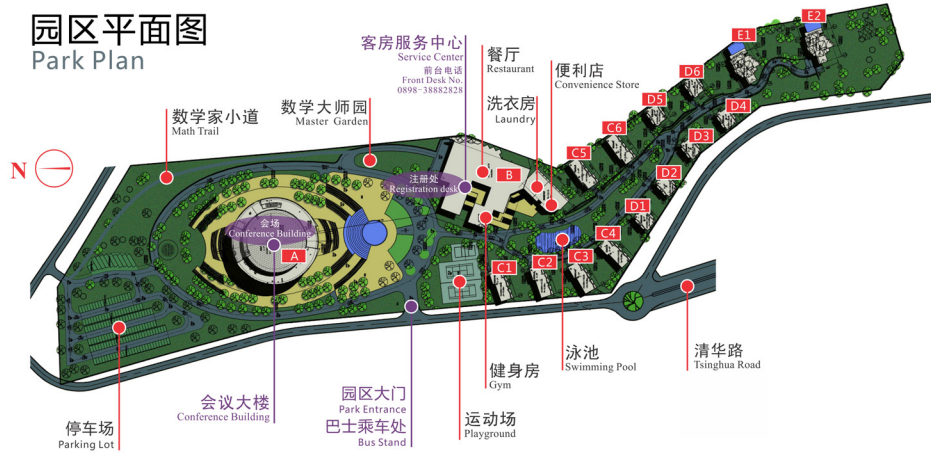 园区平面图
Park Plan
客房服务中心
Service Center
前台电话
Front Desk No.
0898-38882828
餐厅
Restaurant
便利店
Convenience Store
洗衣房
Laundry
数学家小道
Math Trail
数学大师园
Master Garden
N
注册处
Registration desk
会场
Conference Building
A
B
C1
C2
C3
C4
C5
C6
D1
D2
D3
D4
D5
D6
E1
E2
停车场
Parking Lot
会议大楼
Conference Building
园区大门
Park Entrance
巴士乘车处
Bus Stand
运动场
Playground
健身房
Gym
泳池
Swimming Pool
清华路
Tsinghua Road